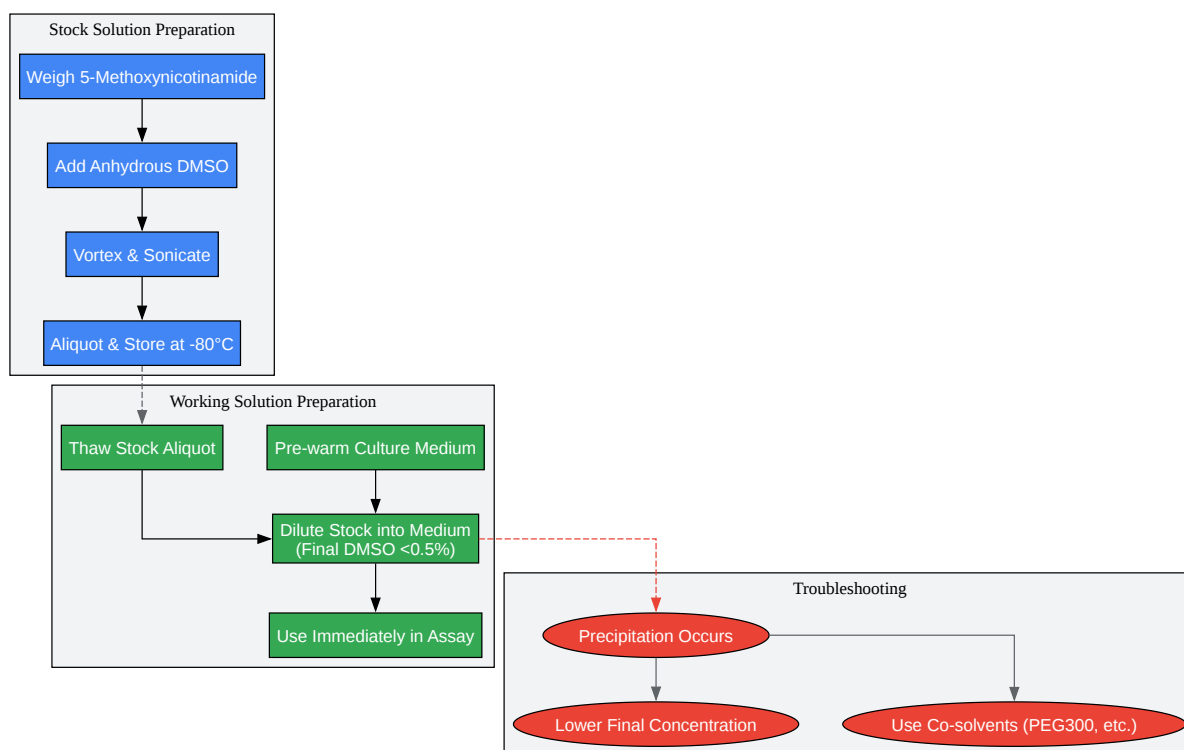 Stock Solution Preparation
Weigh 5-Methoxynicotinamide
Add Anhydrous DMSO
Vortex & Sonicate
Aliquot & Store at -80°C
Working Solution Preparation
Thaw Stock Aliquot
Pre-warm Culture Medium
Dilute Stock into Medium
(Final DMSO <0.5%)
Use Immediately in Assay
Troubleshooting
Precipitation Occurs
Lower Final Concentration
Use Co-solvents (PEG300, etc.)